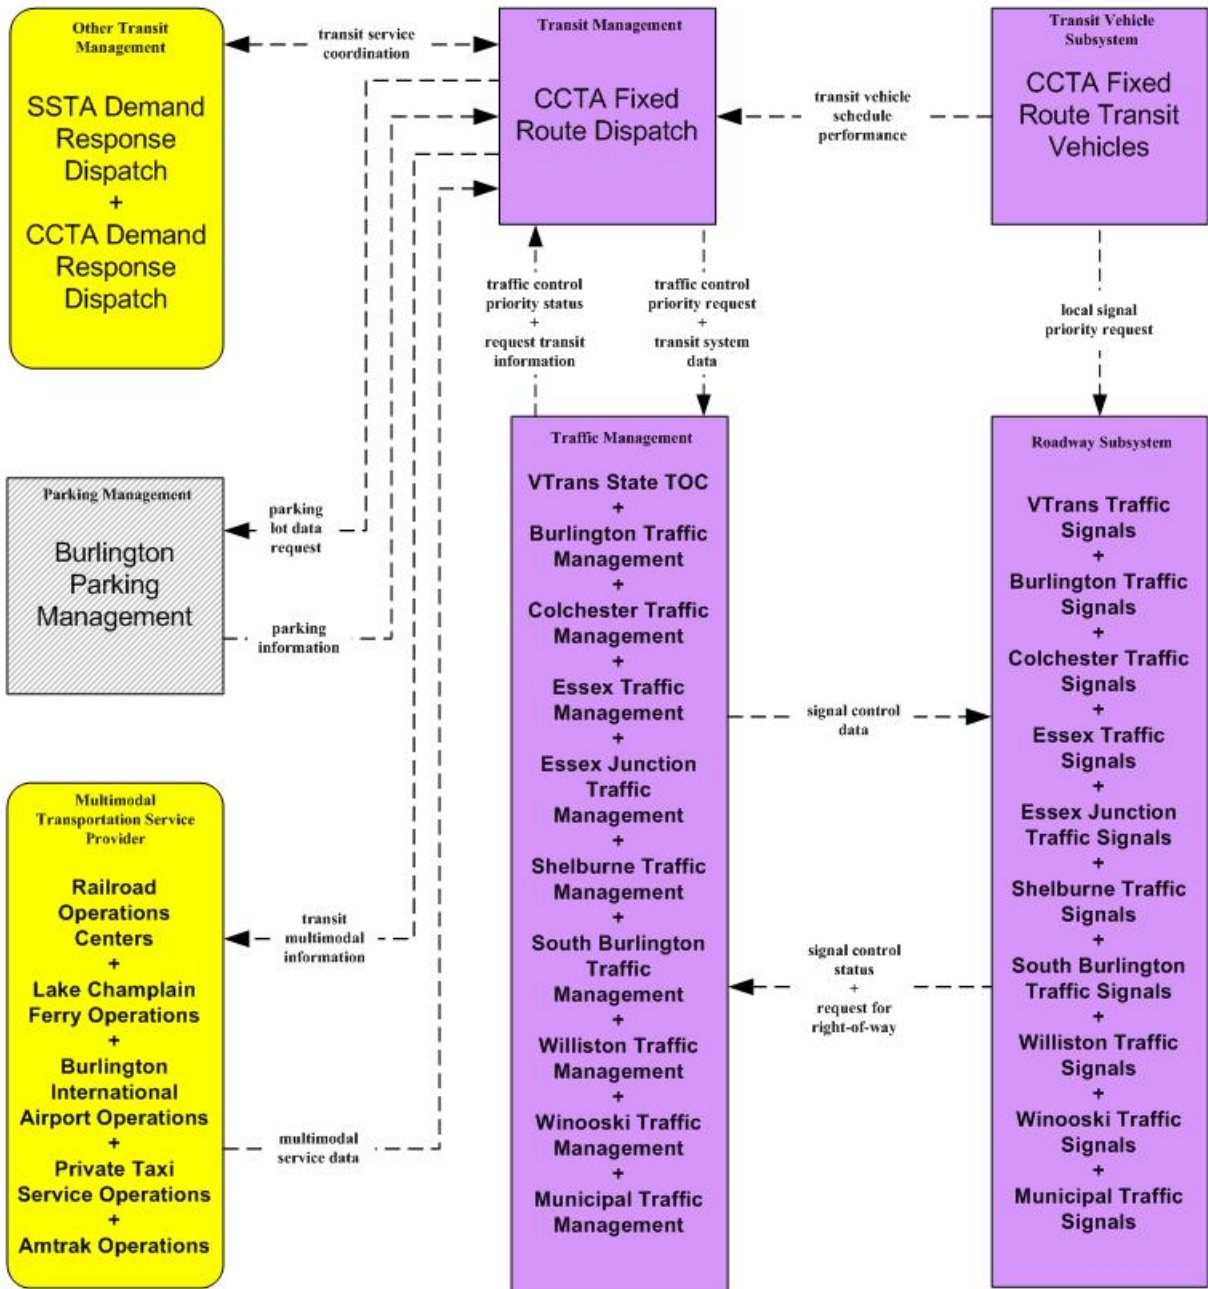 Other Transit
Management
SSTA Demand
Response
Dispatch
+
CCTA Demand
Response
Dispatch
transit service
coordination
Transit Management
CCTA Fixed
Route Dispatch
transit vehicle
schedule
performance
Transit Vehicle
Subsystem
CCTA Fixed
Route Transit
Vehicles
traffic control
priority status
+
request transit
information
traffic control
priority request
+
transit system
data
local signal
priority request
Parking Management
Burlington
Parking
Management
parking
lot data
request
parking
information
Multimodal
Transportation Service
Provider
Railroad
Operations
Centers
+
Lake Champlain
Ferry Operations
+
Burlington
International
Airport Operations
+
Private Taxi
Service Operations
+
Amtrak Operations
transit
multimodal
information
multimodal
service data
Traffic Management
VTrans State TOC
+
Burlington Traffic
Management
+
Colchester Traffic
Management
+
Essex Traffic
Management
+
Essex Junction
Traffic
Management
+
Shelburne Traffic
Management
+
South Burlington
Traffic
Management
+
Williston Traffic
Management
+
Winooski Traffic
Management
+
Municipal Traffic
Management
signal control
data
signal control
status
+
request for
right-of-way
Roadway Subsystem
VTrans Traffic
Signals
+
Burlington Traffic
Signals
+
Colchester Traffic
Signals
+
Essex Traffic
Signals
+
Essex Junction
Traffic Signals
+
Shelburne Traffic
Signals
+
South Burlington
Traffic Signals
+
Williston Traffic
Signals
+
Winooski Traffic
Signals
+
Municipal Traffic
Signals